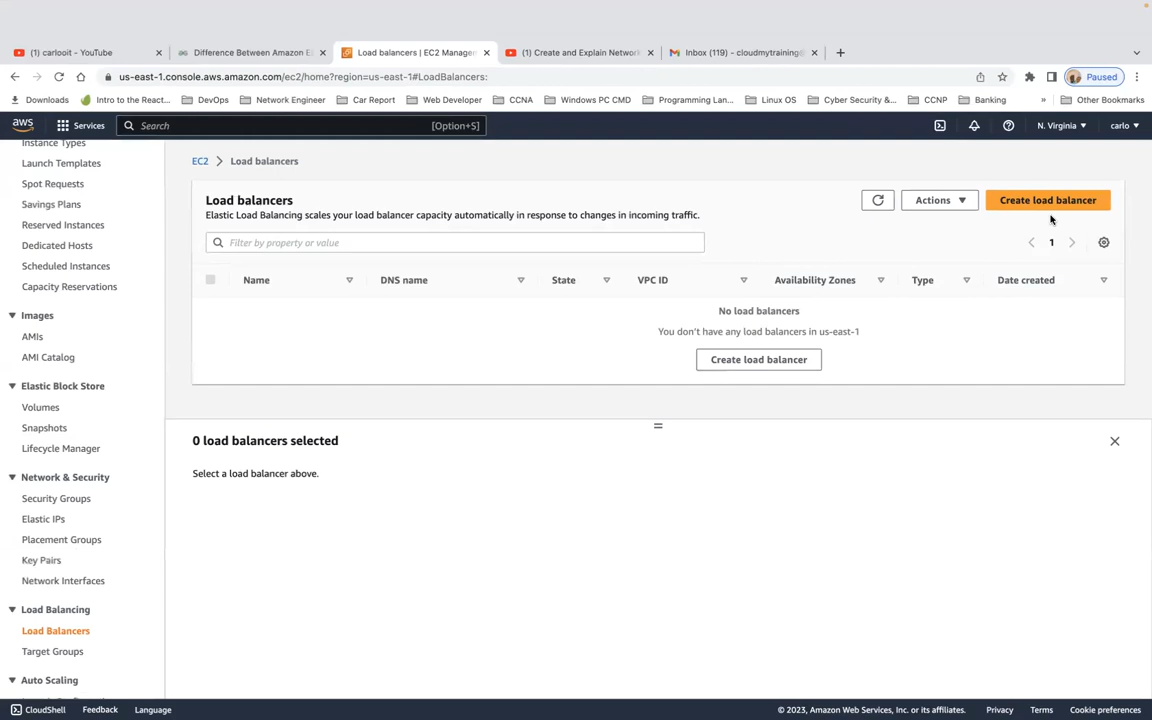 (1) carlooit - YouTube
Difference Between Amazon E
Load balancers | EC2 Manage
(1) Create and Explain Network
Inbox (119) - cloudmytraining@
us-east-1.console.aws.amazon.com/ec2/home?region=us-east-1#LoadBalancers:
Paused
Downloads
Intro to the React...
DevOps
Network Engineer
Car Report
Web Developer
CCNA
Windows PC CMD
Programming Lan...
Linux OS
Cyber Security &...
CCNP
Banking
»
Other Bookmarks
aws
Services
Search
[Option+S]
N. Virginia
carlo
Instance Types
Launch Templates
Spot Requests
Savings Plans
Reserved Instances
Dedicated Hosts
Scheduled Instances
Capacity Reservations
Images
AMIs
AMI Catalog
Elastic Block Store
Volumes
Snapshots
Lifecycle Manager
Network & Security
Security Groups
Elastic IPs
Placement Groups
Key Pairs
Network Interfaces
Load Balancing
Load Balancers
Target Groups
Auto Scaling
EC2 > Load balancers
Load balancers
Elastic Load Balancing scales your load balancer capacity automatically in response to changes in incoming traffic.
Actions
Create load balancer
Filter by property or value
1
Name
DNS name
State
VPC ID
Availability Zones
Type
Date created
No load balancers
You don't have any load balancers in us-east-1
Create load balancer
0 load balancers selected
Select a load balancer above.
CloudShell
Feedback
Language
© 2023, Amazon Web Services, Inc. or its affiliates.
Privacy
Terms
Cookie preferences